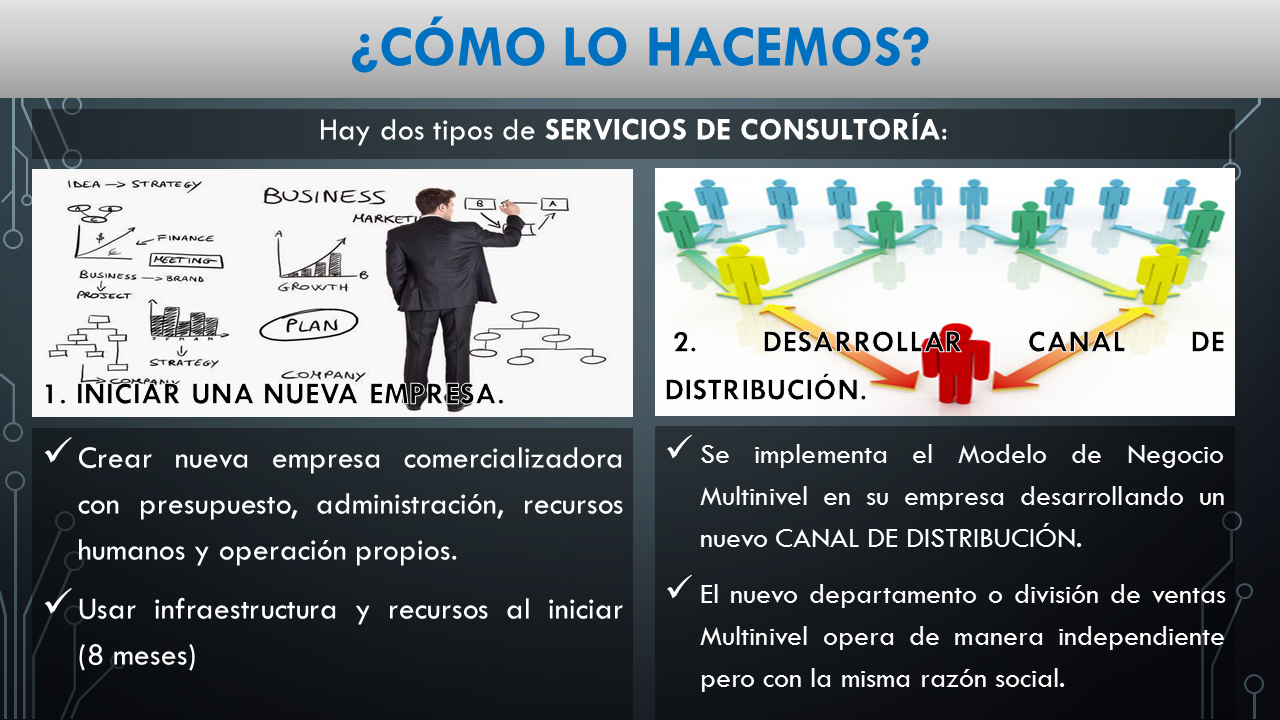 ¿CÓMO LO HACEMOS?
Hay dos tipos de SERVICIOS DE CONSULTORÍA:
IDEA → STRATEGY
BUSINESS
MARKETI
B A
A
$
FINANCE
€
MEETING
BUSINESS → BRAND
B
GROWTH
PROJECT
PLAN
STRATEGY
COMPANY
COMPANY
1. INICIAR UNA NUEVA EMPRESA.
2. DESARROLLAR CANAL DE
DISTRIBUCIÓN.
✓ Crear nueva empresa comercializadora
con presupuesto, administración, recursos
humanos y operación propios.
✓ Usar infraestructura y recursos al iniciar
(8 meses)
✓ Se implementa el Modelo de Negocio
Multinivel en su empresa desarrollando un
nuevo CANAL DE DISTRIBUCIÓN.
✓ El nuevo departamento o división de ventas
Multinivel opera de manera independiente
pero con la misma razón social.